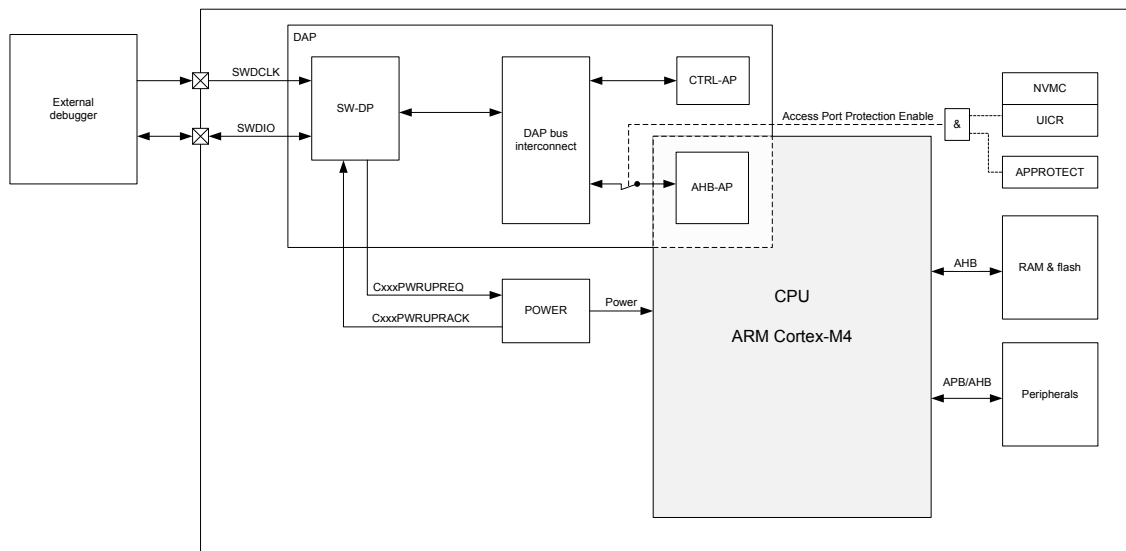 DAP
External
debugger
SWDCLK
SWDIO
SW-DP
DAP bus
interconnect
CTRL-AP
AHB-AP
Access Port Protection Enable
&
NVMC
UICR
APPROTECT
CxxxPWRUPREQ
CxxxPWRUPRACK
POWER
Power
CPU
ARM Cortex-M4
AHB
RAM & flash
APB/AHB
Peripherals